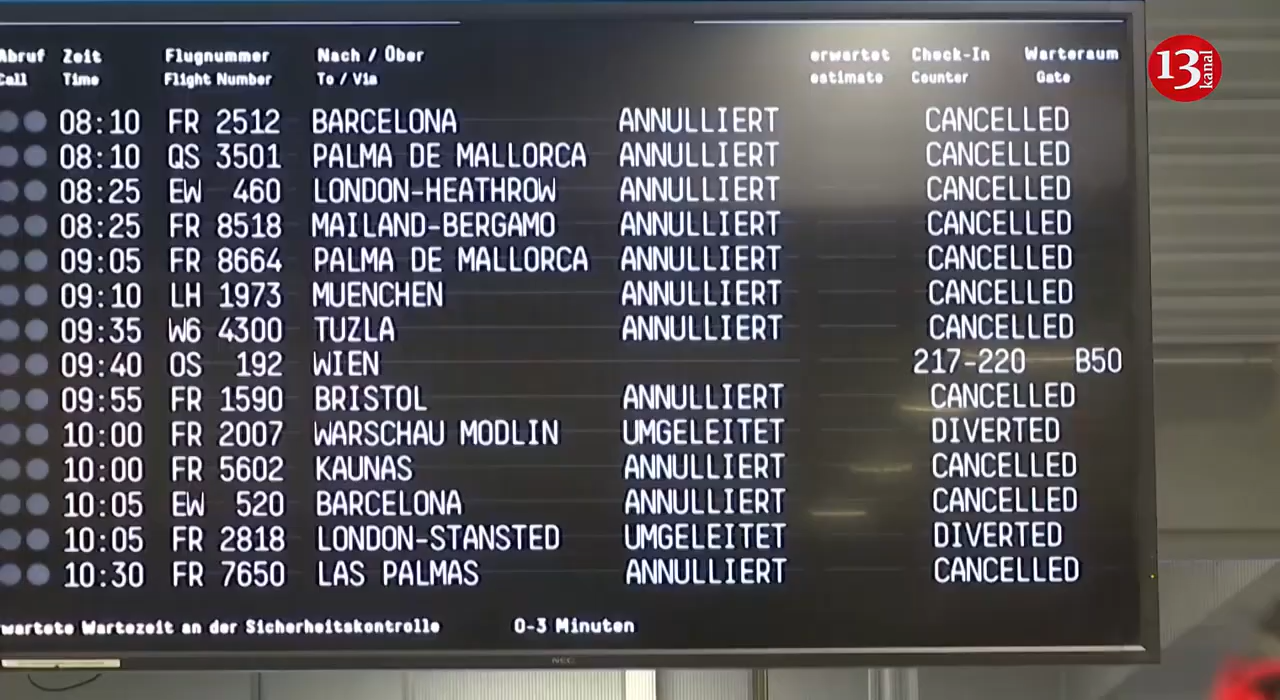 Abruf Zeit Flugnummer Nach / Über erwartet Check-In Warteraum
Call Time Flight Number To / Via estimate Counter Gate
08:10 FR 2512 BARCELONA ANNULLIERT CANCELLED
08:10 QS 3501 PALMA DE MALLORCA ANNULLIERT CANCELLED
08:25 EW 460 LONDON-HEATHROW ANNULLIERT CANCELLED
08:25 FR 8518 MAILAND-BERGAMO ANNULLIERT CANCELLED
09:05 FR 8664 PALMA DE MALLORCA ANNULLIERT CANCELLED
09:10 LH 1973 MUENCHEN ANNULLIERT CANCELLED
09:35 W6 4300 TUZLA ANNULLIERT CANCELLED
09:40 OS 192 WIEN 217-220 B50
09:55 FR 1590 BRISTOL ANNULLIERT CANCELLED
10:00 FR 2007 WARSCHAU MODLIN UMGELEITET DIVERTED
10:00 FR 5602 KAUNAS ANNULLIERT CANCELLED
10:05 EW 520 BARCELONA ANNULLIERT CANCELLED
10:05 FR 2818 LONDON-STANSTED UMGELEITET DIVERTED
10:30 FR 7650 LAS PALMAS ANNULLIERT CANCELLED
wartete Wartezeit an der Sicherheitskontrolle 0-3 Minuten
NEC
13 kanal